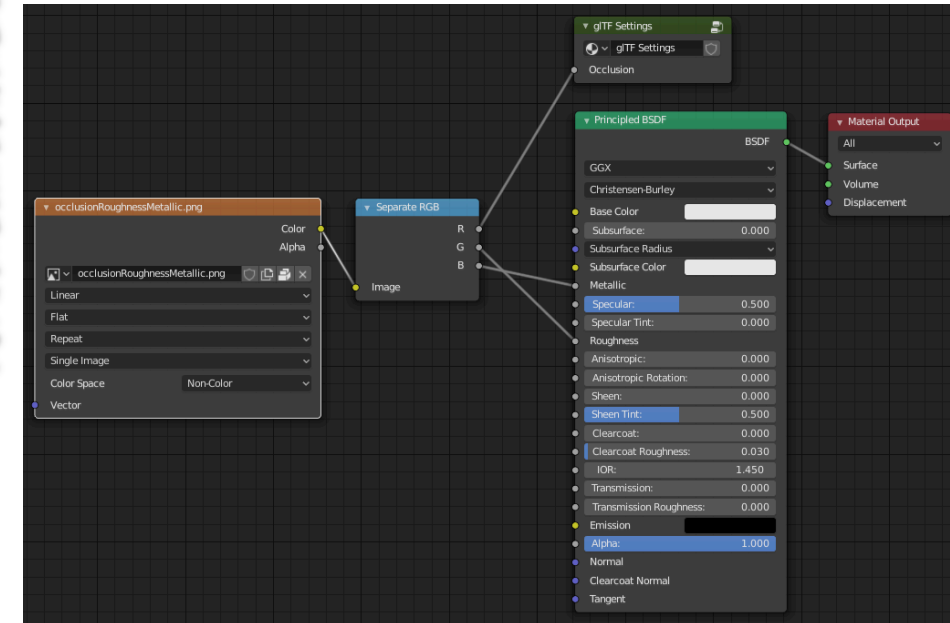 glTF Settings
glTF Settings
Occlusion
Principled BSDF
BSDF
GGX
Christensen-Burley
Base Color
Subsurface: 0.000
Subsurface Radius
Subsurface Color
Metallic
Specular: 0.500
Specular Tint: 0.000
Roughness
Anisotropic: 0.000
Anisotropic Rotation: 0.000
Sheen: 0.000
Sheen Tint: 0.500
Clearcoat: 0.000
Clearcoat Roughness: 0.030
IOR: 1.450
Transmission: 0.000
Transmission Roughness: 0.000
Emission
Alpha: 1.000
Normal
Clearcoat Normal
Tangent
Material Output
All
Surface
Volume
Displacement
occlusionRoughnessMetallic.png
Color
Alpha
occlusionRoughnessMetallic.png
Linear
Flat
Repeat
Single Image
Color Space Non-Color
Vector
Separate RGB
R
G
B
Image